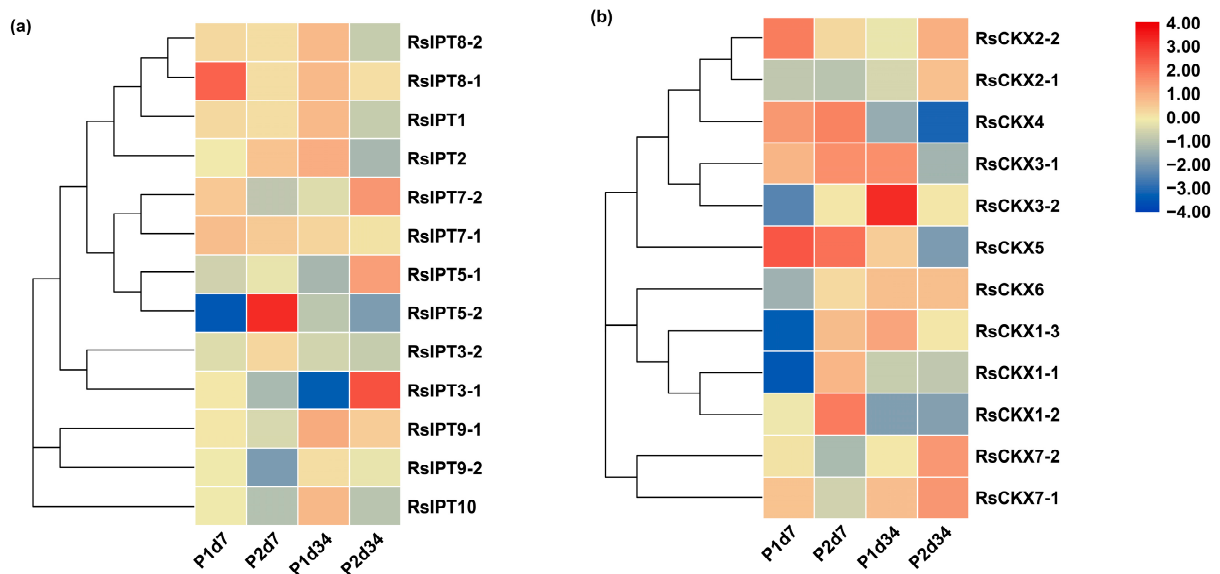 (a)
RsIPT8-2
RsIPT8-1
RsIPT1
RsIPT2
RsIPT7-2
RsIPT7-1
RsIPT5-1
RsIPT5-2
RsIPT3-2
RsIPT3-1
RsIPT9-1
RsIPT9-2
RsIPT10
P1d7
P2d7
P1d34
P2d34
(b)
RsCKX2-2
RsCKX2-1
RsCKX4
RsCKX3-1
RsCKX3-2
RsCKX5
RsCKX6
RsCKX1-3
RsCKX1-1
RsCKX1-2
RsCKX7-2
RsCKX7-1
P1d7
P2d7
P1d34
P2d34
4.00
3.00
2.00
1.00
0.00
−1.00
−2.00
−3.00
−4.00